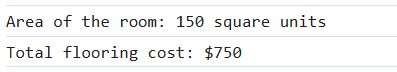 Area of the room: 150 square units
Total flooring cost: $750